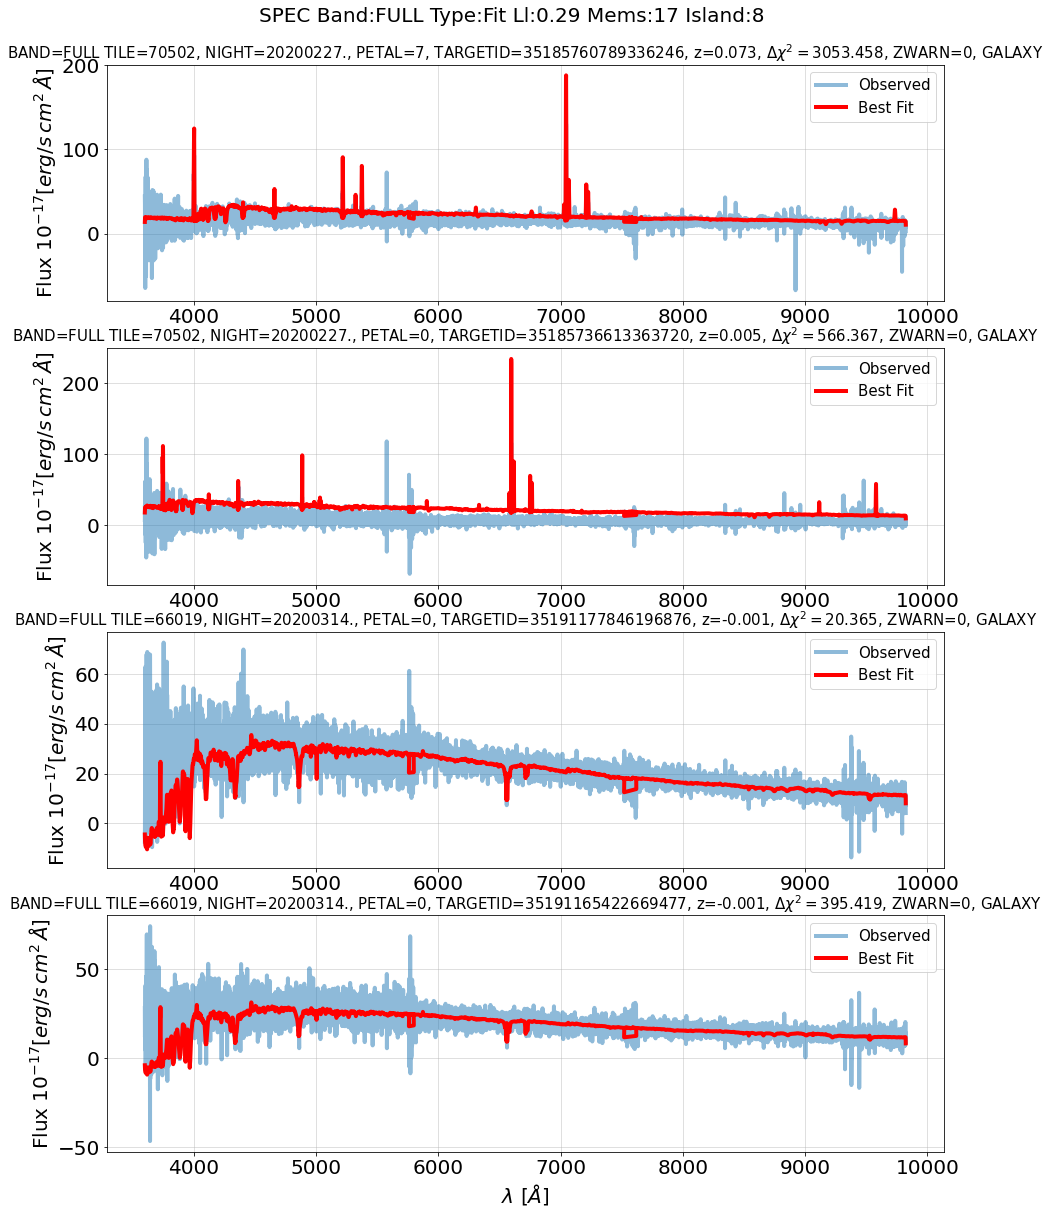 SPEC Band:FULL Type:Fit Ll:0.29 Mems:17 Island:8
BAND=FULL TILE=70502, NIGHT=20200227., PETAL=7, TARGETID=35185760789336246, z=0.073, Δχ² = 3053.458, ZWARN=0, GALAXY
Flux 10⁻¹⁷[erg/s cm² Å]
200
100
0
Observed
Best Fit
4000 5000 6000 7000 8000 9000 10000
BAND=FULL TILE=70502, NIGHT=20200227., PETAL=0, TARGETID=35185736613363720, z=0.005, Δχ² = 566.367, ZWARN=0, GALAXY
Flux 10⁻¹⁷[erg/s cm² Å]
200
100
0
Observed
Best Fit
4000 5000 6000 7000 8000 9000 10000
BAND=FULL TILE=66019, NIGHT=20200314., PETAL=0, TARGETID=35191177846196876, z=-0.001, Δχ² = 20.365, ZWARN=0, GALAXY
Flux 10⁻¹⁷[erg/s cm² Å]
60
40
20
0
Observed
Best Fit
4000 5000 6000 7000 8000 9000 10000
BAND=FULL TILE=66019, NIGHT=20200314., PETAL=0, TARGETID=35191165422669477, z=-0.001, Δχ² = 395.419, ZWARN=0, GALAXY
Flux 10⁻¹⁷[erg/s cm² Å]
50
0
−50
Observed
Best Fit
4000 5000 6000 7000 8000 9000 10000
λ [Å]